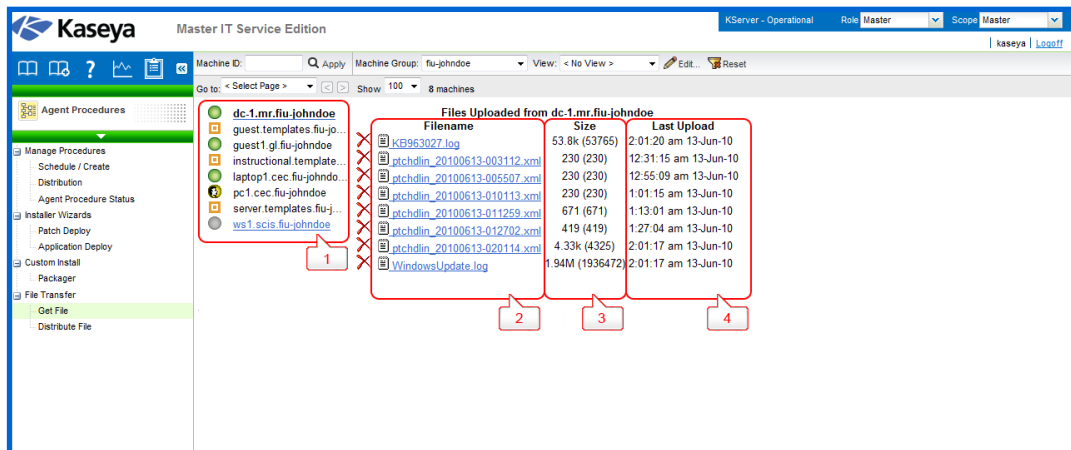 Kaseya
Master IT Service Edition
KServer - Operational Role Master Scope Master
kaseya | Logoff
Machine ID: Apply Machine Group: fiu-johndoe View: < No View > Edit... Reset
Go to: < Select Page > < > Show 100 8 machines
Agent Procedures
Manage Procedures
Schedule / Create
Distribution
Agent Procedure Status
Installer Wizards
Patch Deploy
Application Deploy
Custom Install
Packager
File Transfer
Get File
Distribute File
dc-1.mr.fiu-johndoe
guest.templates.fiu-jo...
guest1.gl.fiu-johndoe
instructional.template...
laptop1.cec.fiu-johndo...
pc1.cec.fiu-johndoe
server.templates.fiu-j...
ws1.scis.fiu-johndoe
1
Files Uploaded from dc-1.mr.fiu-johndoe
Filename Size Last Upload
KB963027.log 53.8k (53765) 2:01:20 am 13-Jun-10
ptchdlin_20100613-003112.xml 230 (230) 12:31:15 am 13-Jun-10
ptchdlin_20100613-005507.xml 230 (230) 12:55:09 am 13-Jun-10
ptchdlin_20100613-010113.xml 230 (230) 1:01:15 am 13-Jun-10
ptchdlin_20100613-011259.xml 671 (671) 1:13:01 am 13-Jun-10
ptchdlin_20100613-012702.xml 419 (419) 1:27:04 am 13-Jun-10
ptchdlin_20100613-020114.xml 4.33k (4325) 2:01:17 am 13-Jun-10
WindowsUpdate.log 1.94M (1936472) 2:01:17 am 13-Jun-10
2 3 4